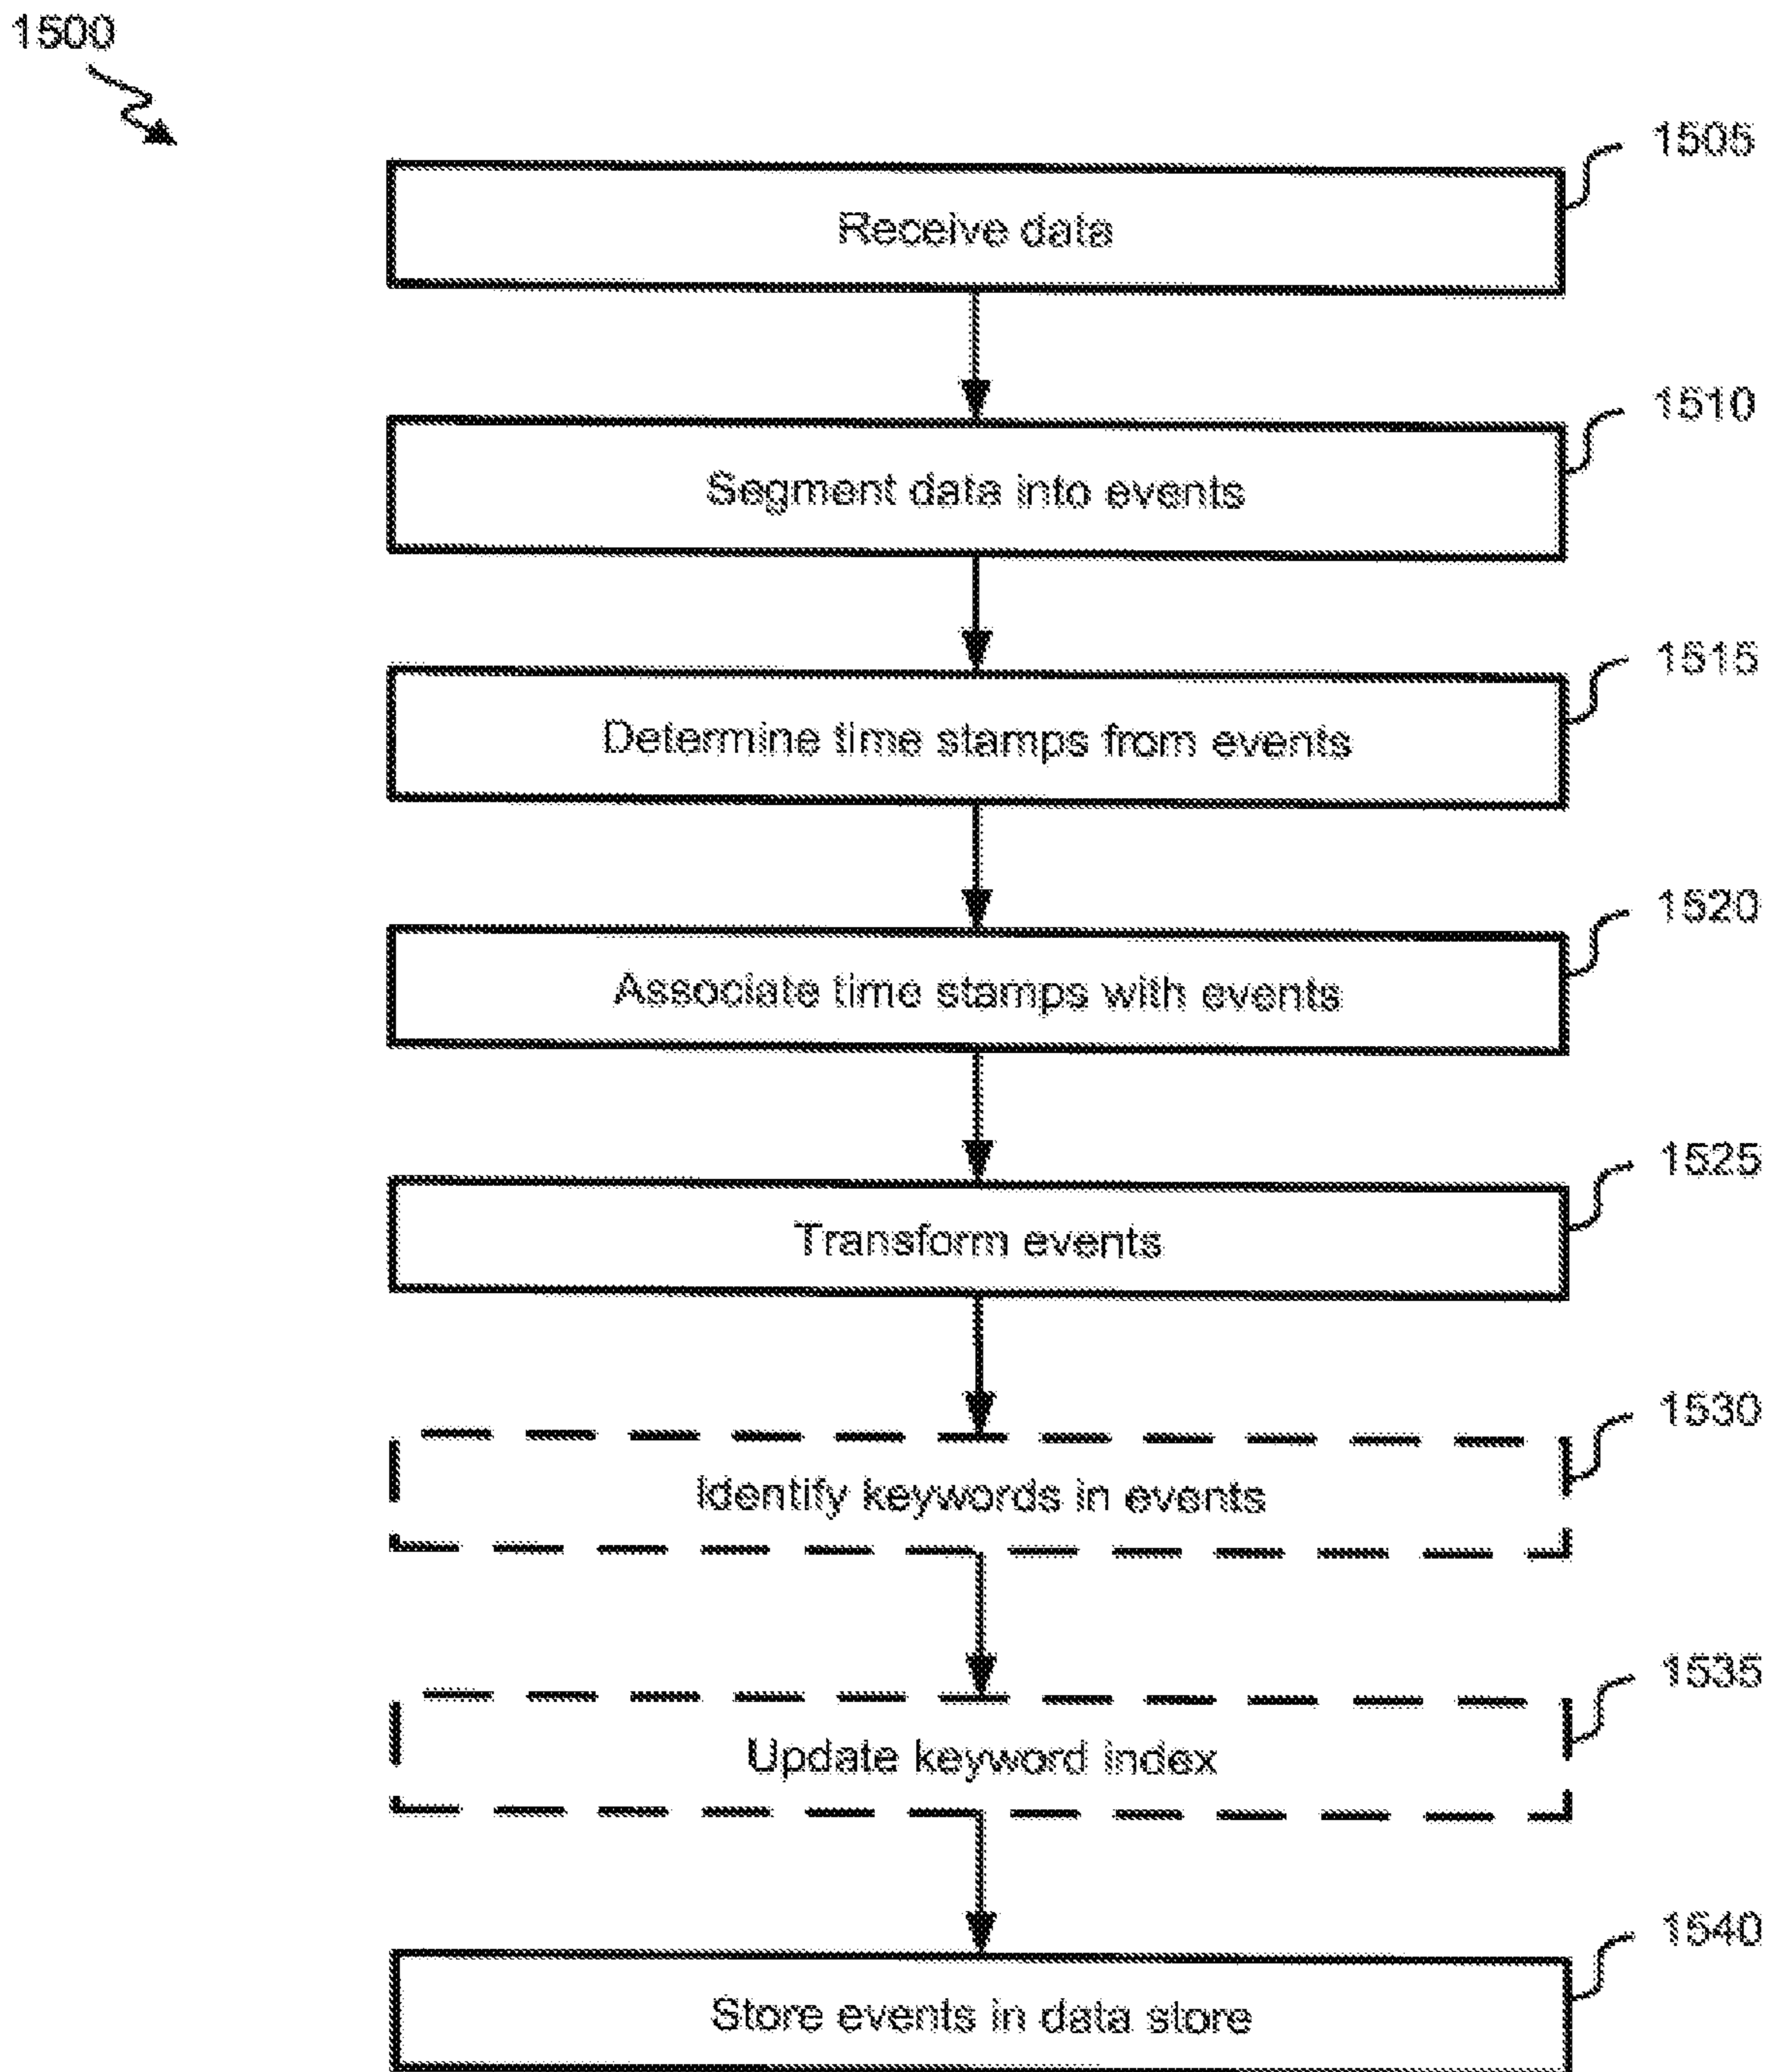 1500
1505
Receive data
1510
Segment data into events
1515
Determine time stamps from events
1520
Associate time stamps with events
1525
Transform events
1530
Identify keywords in events
1535
Update keyword index
1540
Store events in data store